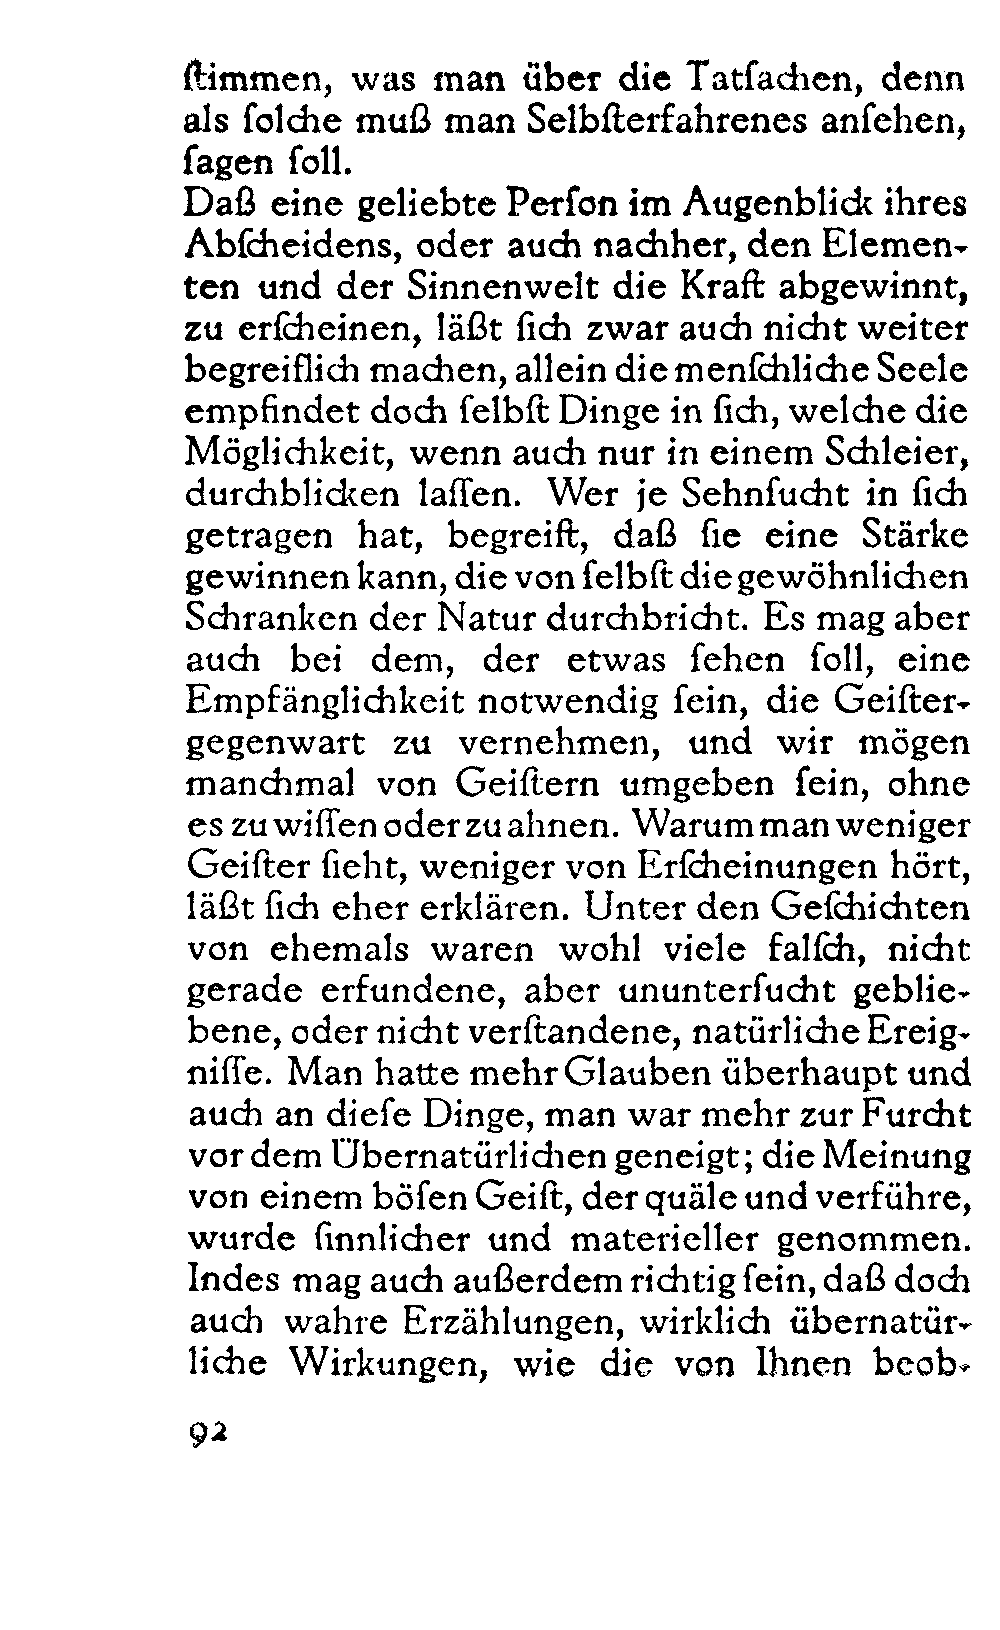 ſtimmen, was man über die Tatſachen, denn
als ſolche muß man Selbſterfahrenes anſehen,
ſagen ſoll.
Daß eine geliebte Perſon im Augenblick ihres
Abſcheidens, oder auch nachher, den Elemen-
ten und der Sinnenwelt die Kraft abgewinnt,
zu erſcheinen, läßt ſich zwar auch nicht weiter
begreiflich machen, allein die menſchliche Seele
empfindet doch ſelbſt Dinge in ſich, welche die
Möglichkeit, wenn auch nur in einem Schleier,
durchblicken laſſen. Wer je Sehnſucht in ſich
getragen hat, begreift, daß ſie eine Stärke
gewinnen kann, die von ſelbſt die gewöhnlichen
Schranken der Natur durchbricht. Es mag aber
auch bei dem, der etwas ſehen ſoll, eine
Empfänglichkeit notwendig ſein, die Geiſter-
gegenwart zu vernehmen, und wir mögen
manchmal von Geiſtern umgeben ſein, ohne
es zu wiſſen oder zu ahnen. Warum man weniger
Geiſter ſieht, weniger von Erſcheinungen hört,
läßt ſich eher erklären. Unter den Geſchichten
von ehemals waren wohl viele falſch, nicht
gerade erfundene, aber ununterſucht geblie-
bene, oder nicht verſtandene, natürliche Ereig-
niſſe. Man hatte mehr Glauben überhaupt und
auch an dieſe Dinge, man war mehr zur Furcht
vor dem Übernatürlichen geneigt; die Meinung
von einem böſen Geiſt, der quäle und verführe,
wurde ſinnlicher und materieller genommen.
Indes mag auch außerdem richtig ſein, daß doch
auch wahre Erzählungen, wirklich übernatür-
liche Wirkungen, wie die von Ihnen beob-
92